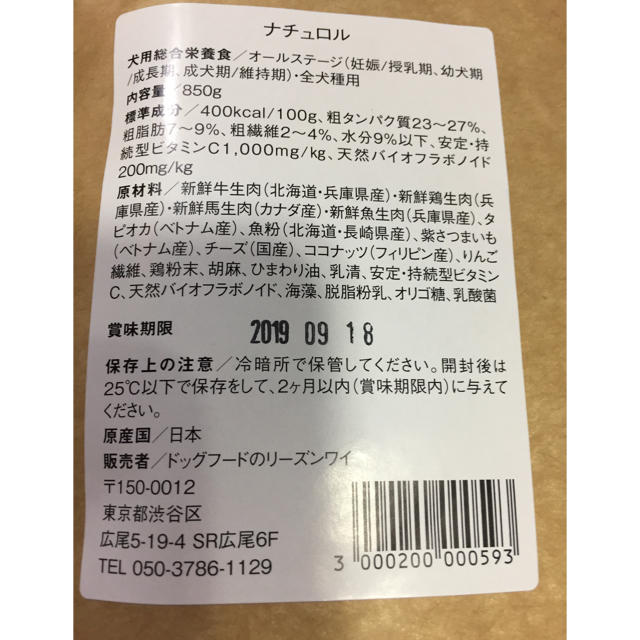 ナチュロル
犬用総合栄養食／オールステージ（妊娠/授乳期、幼犬期
/成長期、成犬期/維持期）・全犬種用
内容量／850g
標準成分／400kcal/100g、粗タンパク質23～27%、
粗脂肪7～9%、粗繊維2～4%、水分9%以下、安定・持
続型ビタミンC1,000mg/kg、天然バイオフラボノイド
200mg/kg
原材料／新鮮牛生肉（北海道・兵庫県産）・新鮮鶏生肉（兵
庫県産）・新鮮馬生肉（カナダ産）・新鮮魚生肉（兵庫県産）、タ
ピオカ（ベトナム産）、魚粉（北海道・長崎県産）、紫さつまいも
（ベトナム産）、チーズ（国産）、ココナッツ（フィリピン産）、りんご
繊維、鶏粉末、胡麻、ひまわり油、乳清、安定・持続型ビタミン
C、天然バイオフラボノイド、海藻、脱脂粉乳、オリゴ糖、乳酸菌
賞味期限 2019 09 18
保存上の注意／冷暗所で保管してください。開封後は
25℃以下で保存をして、2ヶ月以内（賞味期限内）に与えて
ください。
原産国／日本
販売者／ドッグフードのリーズンワイ
〒150-0012
東京都渋谷区
広尾5-19-4 SR広尾6F
TEL 050-3786-1129
3 000200 000593